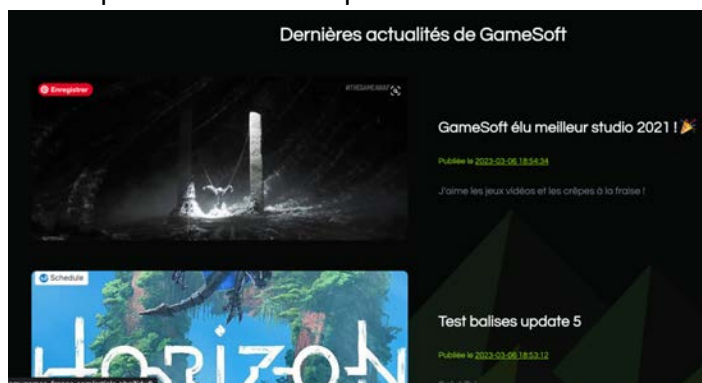 Dernières actualités de GameSoft
Enregistrer
#THEGAMEAWAR
GameSoft élu meilleur studio 2021 ! 🎉
Publiée le 2023-03-06 18:54:34
J'aime les jeux vidéos et les crêpes à la fraise !
Schedule
HORIZON
Test balises update 5
Publiée le 2023-03-06 18:53:12